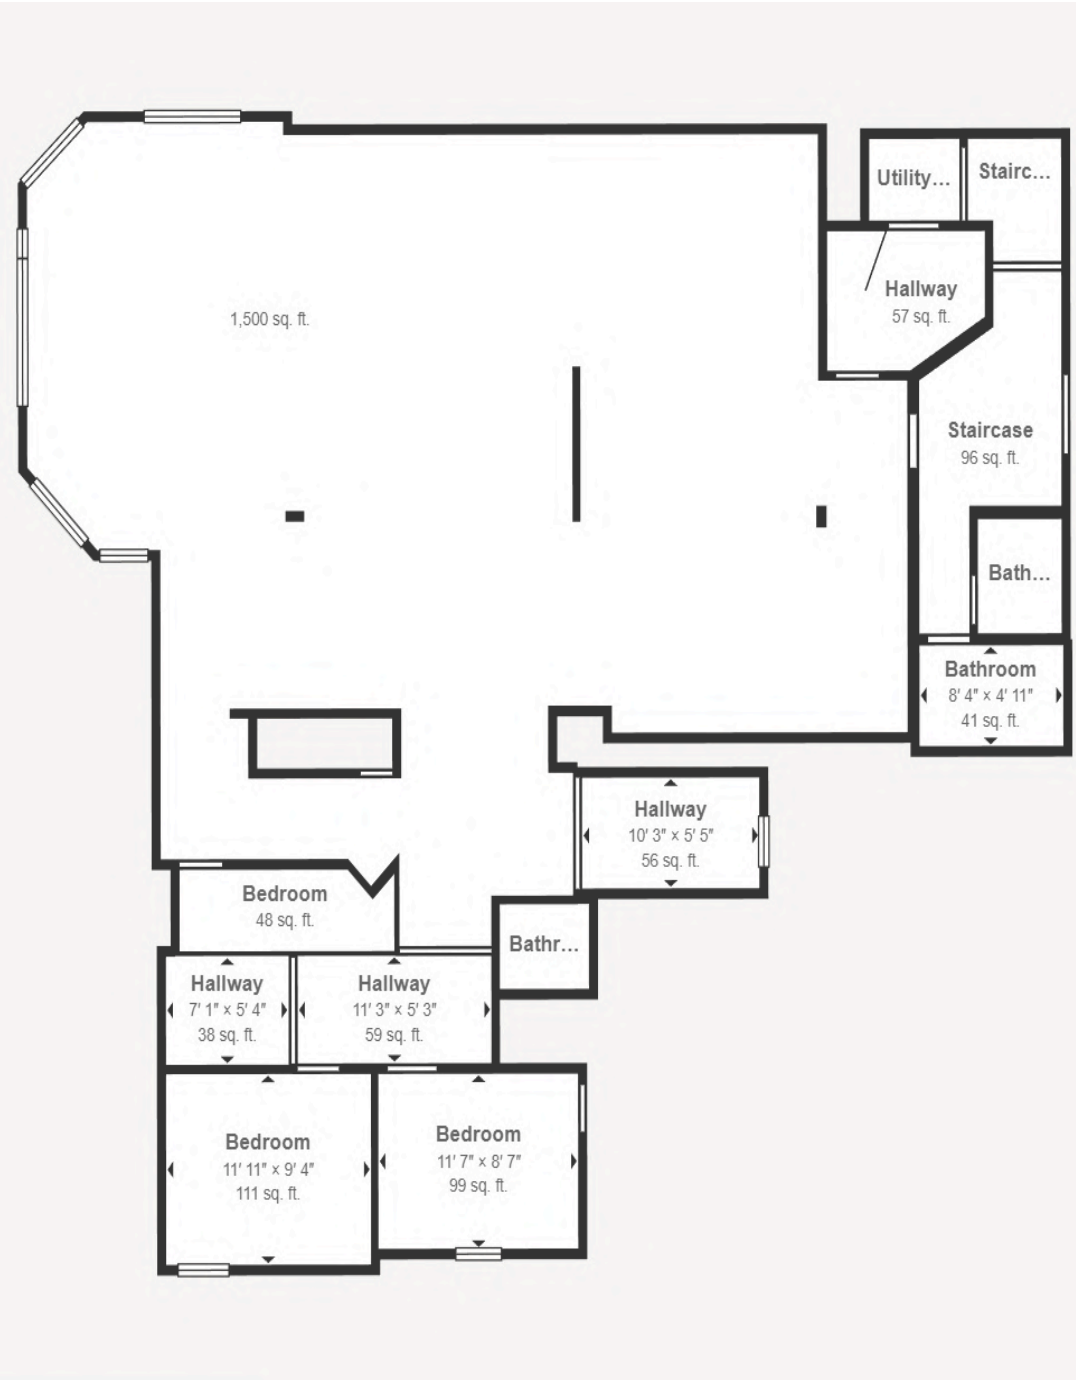 Utility...
Stairc...
Hallway
57 sq. ft.
1,500 sq. ft.
Staircase
96 sq. ft.
Bath...
Bathroom
8' 4" × 4' 11"
41 sq. ft.
Hallway
10' 3" × 5' 5"
56 sq. ft.
Bedroom
48 sq. ft.
Bathr...
Hallway
7' 1" × 5' 4"
38 sq. ft.
Hallway
11' 3" × 5' 3"
59 sq. ft.
Bedroom
11' 11" × 9' 4"
111 sq. ft.
Bedroom
11' 7" × 8' 7"
99 sq. ft.